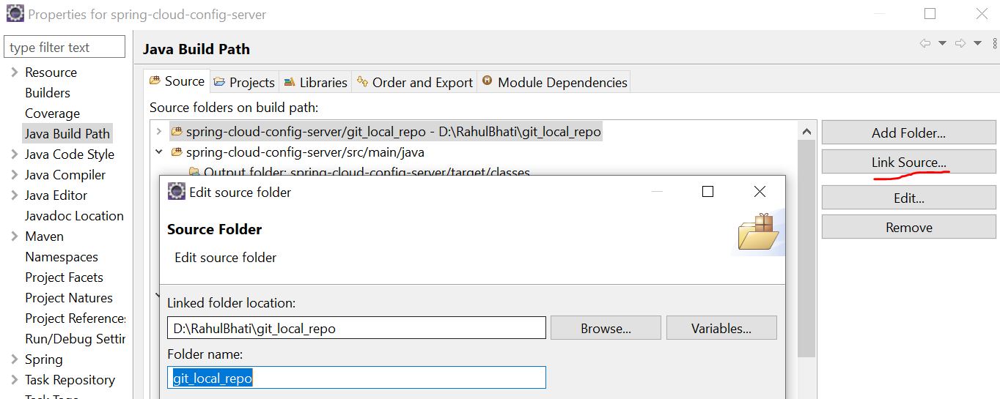 Properties for spring-cloud-config-server
type filter text
Resource
Builders
Coverage
Java Build Path
Java Code Style
Java Compiler
Java Editor
Javadoc Location
Maven
Namespaces
Project Facets
Project Natures
Project References
Run/Debug Settin
Spring
Task Repository
Task Tags
Java Build Path
Source Projects Libraries Order and Export Module Dependencies
Source folders on build path:
spring-cloud-config-server/git_local_repo - D:\RahulBhati\git_local_repo
spring-cloud-config-server/src/main/java
Output folder: spring-cloud-config-server/target/classes
Add Folder...
Link Source...
Edit...
Remove
Edit source folder
Source Folder
Edit source folder
Linked folder location:
D:\RahulBhati\git_local_repo
Browse...
Variables...
Folder name:
git_local_repo